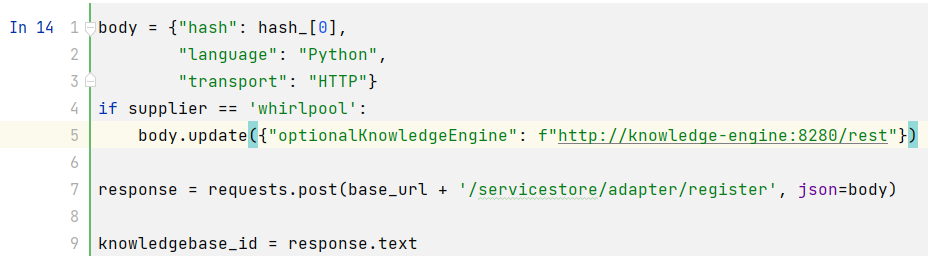 In 14 1 body = {"hash": hash_[0],
2 "language": "Python",
3 "transport": "HTTP"}
4 if supplier == 'whirlpool':
5 body.update({"optionalKnowledgeEngine": f"http://knowledge-engine:8280/rest"})
6
7 response = requests.post(base_url + '/servicestore/adapter/register', json=body)
8
9 knowledgebase_id = response.text